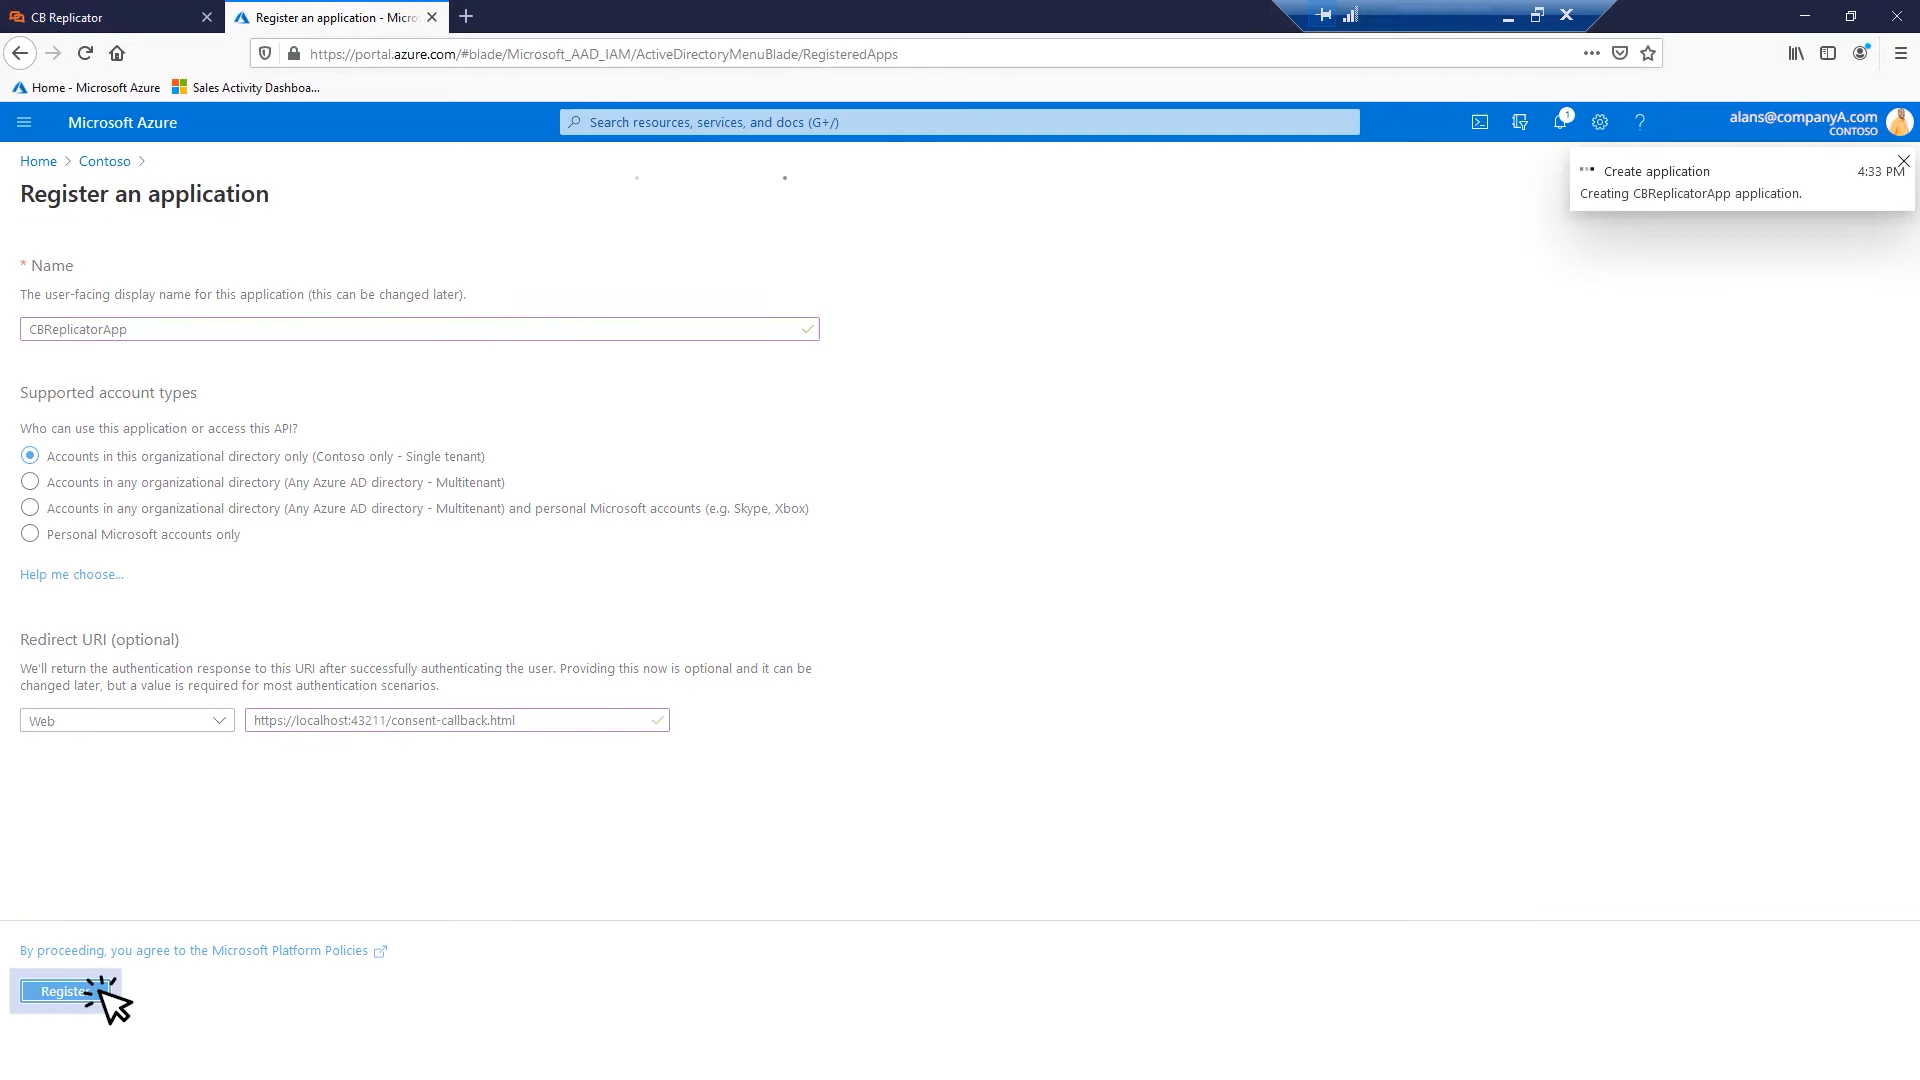 CB Replicator
Register an application - Micro
https://portal.azure.com/#blade/Microsoft_AAD_IAM/ActiveDirectoryMenuBlade/RegisteredApps
Home - Microsoft Azure
Sales Activity Dashboa...
Microsoft Azure
Search resources, services, and docs (G+/)
1
alans@companyA.com
CONTOSO
Home > Contoso >
Register an application
Create application
4:33 PM
Creating CBReplicatorApp application.
* Name
The user-facing display name for this application (this can be changed later).
CBReplicatorApp
Supported account types
Who can use this application or access this API?
Accounts in this organizational directory only (Contoso only - Single tenant)
Accounts in any organizational directory (Any Azure AD directory - Multitenant)
Accounts in any organizational directory (Any Azure AD directory - Multitenant) and personal Microsoft accounts (e.g. Skype, Xbox)
Personal Microsoft accounts only
Help me choose...
Redirect URI (optional)
We'll return the authentication response to this URI after successfully authenticating the user. Providing this now is optional and it can be
changed later, but a value is required for most authentication scenarios.
Web
https://localhost:43211/consent-callback.html
By proceeding, you agree to the Microsoft Platform Policies
Register